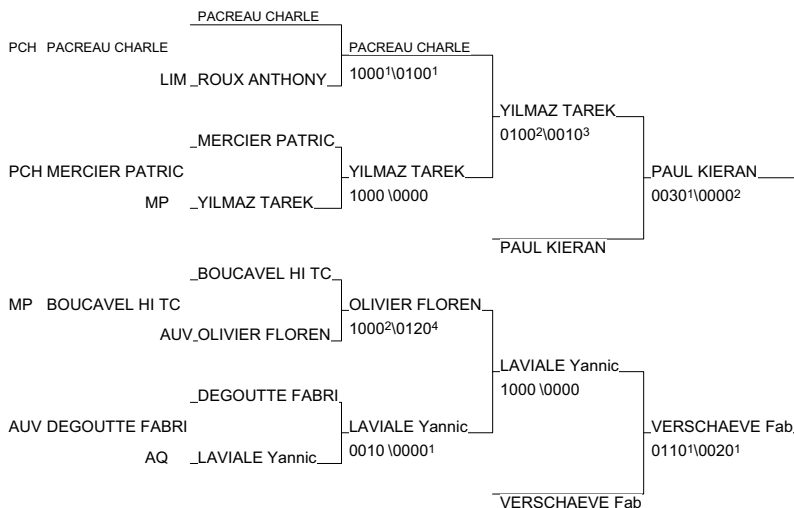 PACREAU CHARLE
PCH PACREAU CHARLE
PACREAU CHARLE
LIM ROUX ANTHONY
1000¹\0100¹
YILMAZ TAREK
0100²\0010³
MERCIER PATRIC
PCH MERCIER PATRIC
YILMAZ TAREK
1000 \0000
MP YILMAZ TAREK
PAUL KIERAN
0030¹\0000²
PAUL KIERAN
BOUCAVEL HI TC
MP BOUCAVEL HI TC
OLIVIER FLOREN
1000²\0120⁴
AUV OLIVIER FLOREN
LAVIALE Yannic
1000 \0000
DEGOUTTE FABRI
AUV DEGOUTTE FABRI
LAVIALE Yannic
0010 \0000¹
AQ LAVIALE Yannic
VERSCHAEVE Fab
0110¹\0020¹
VERSCHAEVE Fab